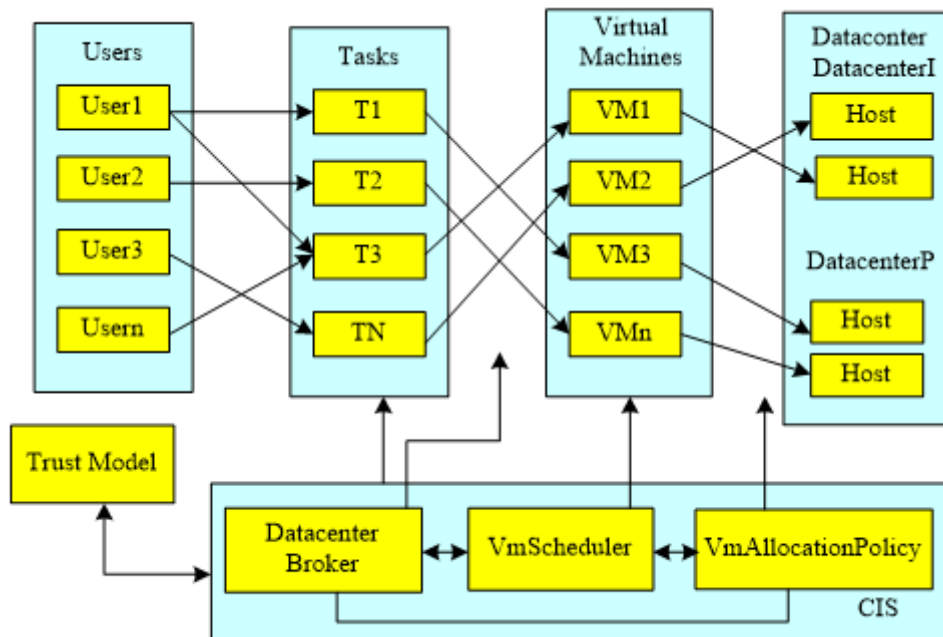 Users
User1
User2
User3
Usern
Tasks
T1
T2
T3
TN
Virtual
Machines
VM1
VM2
VM3
VMn
Dataconter
DatacenterI
Host
Host
DatacenterP
Host
Host
Trust Model
Datacenter
Broker
VmScheduler
VmAllocationPolicy
CIS